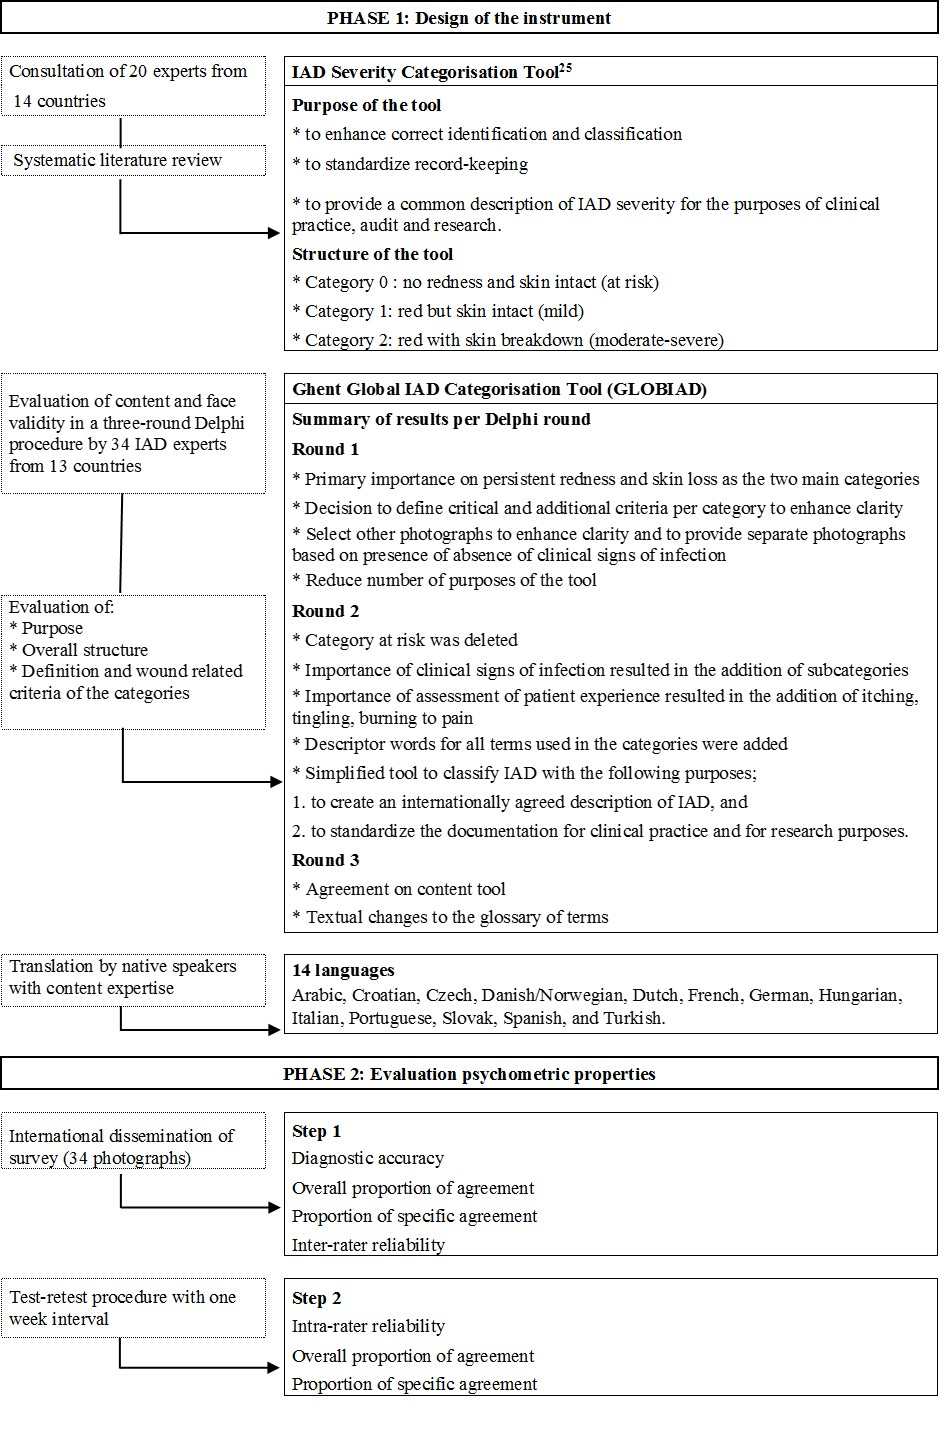 PHASE 1: Design of the instrument
Consultation of 20 experts from
14 countries
Systematic literature review
IAD Severity Categorisation Tool25
Purpose of the tool
* to enhance correct identification and classification
* to standardize record-keeping
* to provide a common description of IAD severity for the purposes of clinical
practice, audit and research.
Structure of the tool
* Category 0 : no redness and skin intact (at risk)
* Category 1: red but skin intact (mild)
* Category 2: red with skin breakdown (moderate-severe)
Evaluation of content and face
validity in a three-round Delphi
procedure by 34 IAD experts
from 13 countries
Evaluation of:
* Purpose
* Overall structure
* Definition and wound related
criteria of the categories
Ghent Global IAD Categorisation Tool (GLOBIAD)
Summary of results per Delphi round
Round 1
* Primary importance on persistent redness and skin loss as the two main categories
* Decision to define critical and additional criteria per category to enhance clarity
* Select other photographs to enhance clarity and to provide separate photographs
based on presence of absence of clinical signs of infection
* Reduce number of purposes of the tool
Round 2
* Category at risk was deleted
* Importance of clinical signs of infection resulted in the addition of subcategories
* Importance of assessment of patient experience resulted in the addition of itching,
tingling, burning to pain
* Descriptor words for all terms used in the categories were added
* Simplified tool to classify IAD with the following purposes;
1. to create an internationally agreed description of IAD, and
2. to standardize the documentation for clinical practice and for research purposes.
Round 3
* Agreement on content tool
* Textual changes to the glossary of terms
Translation by native speakers
with content expertise
14 languages
Arabic, Croatian, Czech, Danish/Norwegian, Dutch, French, German, Hungarian,
Italian, Portuguese, Slovak, Spanish, and Turkish.
PHASE 2: Evaluation psychometric properties
International dissemination of
survey (34 photographs)
Step 1
Diagnostic accuracy
Overall proportion of agreement
Proportion of specific agreement
Inter-rater reliability
Test-retest procedure with one
week interval
Step 2
Intra-rater reliability
Overall proportion of agreement
Proportion of specific agreement